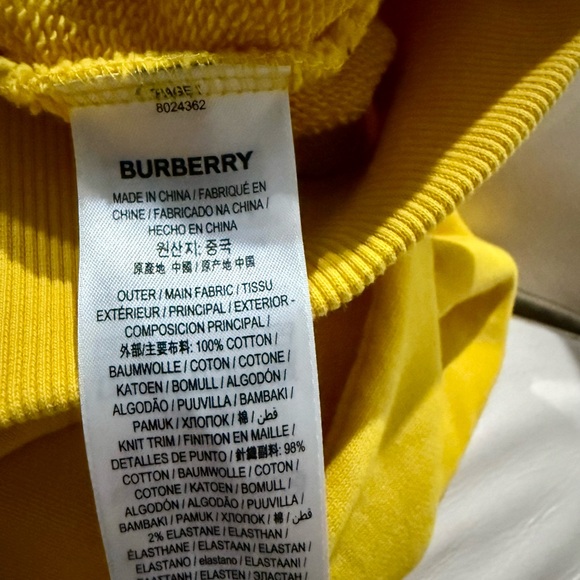 8024362
BURBERRY
MADE IN CHINA / FABRIQUÉ EN
CHINE / FABRICADO NA CHINA /
HECHO EN CHINA
원산지: 중국
原産地 中國 / 原产地 中国
OUTER / MAIN FABRIC / TISSU
EXTÉRIEUR / PRINCIPAL / EXTERIOR -
COMPOSICION PRINCIPAL /
外部/主要布料: 100% COTTON /
BAUMWOLLE / COTON / COTONE /
KATOEN / BOMULL / ALGODÓN /
ALGODÃO / PUUVILLA / BAMBAKI /
PAMUK / ХЛОПОК / 棉 / قطن /
KNIT TRIM / FINITION EN MAILLE /
DETALLES DE PUNTO / 針織副料: 98%
COTTON / BAUMWOLLE / COTON /
COTONE / KATOEN / BOMULL /
ALGODÓN / ALGODÃO / PUUVILLA /
BAMBAKI / PAMUK / ХЛОПОК / 棉 / قطن /
2% ELASTANE / ELASTHAN /
ÉLASTHANE / ELASTAAN / ELASTAN /
ELASTANO / elastano / ELASTAANI /
ELASTEN / ЭЛАСТАН /